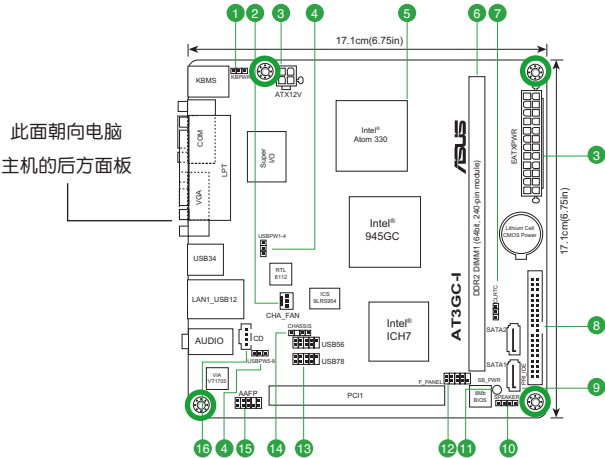 1 2 3 4 5 6 7
17.1cm(6.75in)
KBMS
KBPWR
ATX12V
此面朝向电脑
主机的后方面板
COM
LPT
VGA
Super
I/O
Intel®
Atom 330
ASUS
EATXPWR
3
DDR2 DIMM1 (64bit, 240-pin module)
17.1cm(6.75in)
Lithium Cell
CMOS Power
USBPW1-4
Intel®
945GC
USB34
RTL
8112
LAN1_USB12
ICS
9LRS954
CHA_FAN
AT3GC-I
CLRTC
8
AUDIO
CD
CHASSIS
USB56
USBPW5-8
USB78
Intel®
ICH7
SATA2
SATA1
PRI_IDE
9
VIA
VT1705
AAFP
PCI1
F_PANEL
SB_PWR
8Mb
BIOS
SPEAKER
16 4 15 14 13 12 11 10